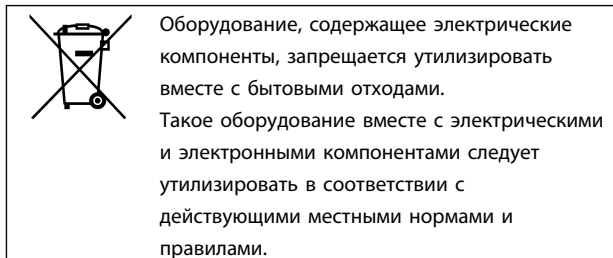 Оборудование, содержащее электрические
компоненты, запрещается утилизировать
вместе с бытовыми отходами.
Такое оборудование вместе с электрическими
и электронными компонентами следует
утилизировать в соответствии с
действующими местными нормами и
правилами.